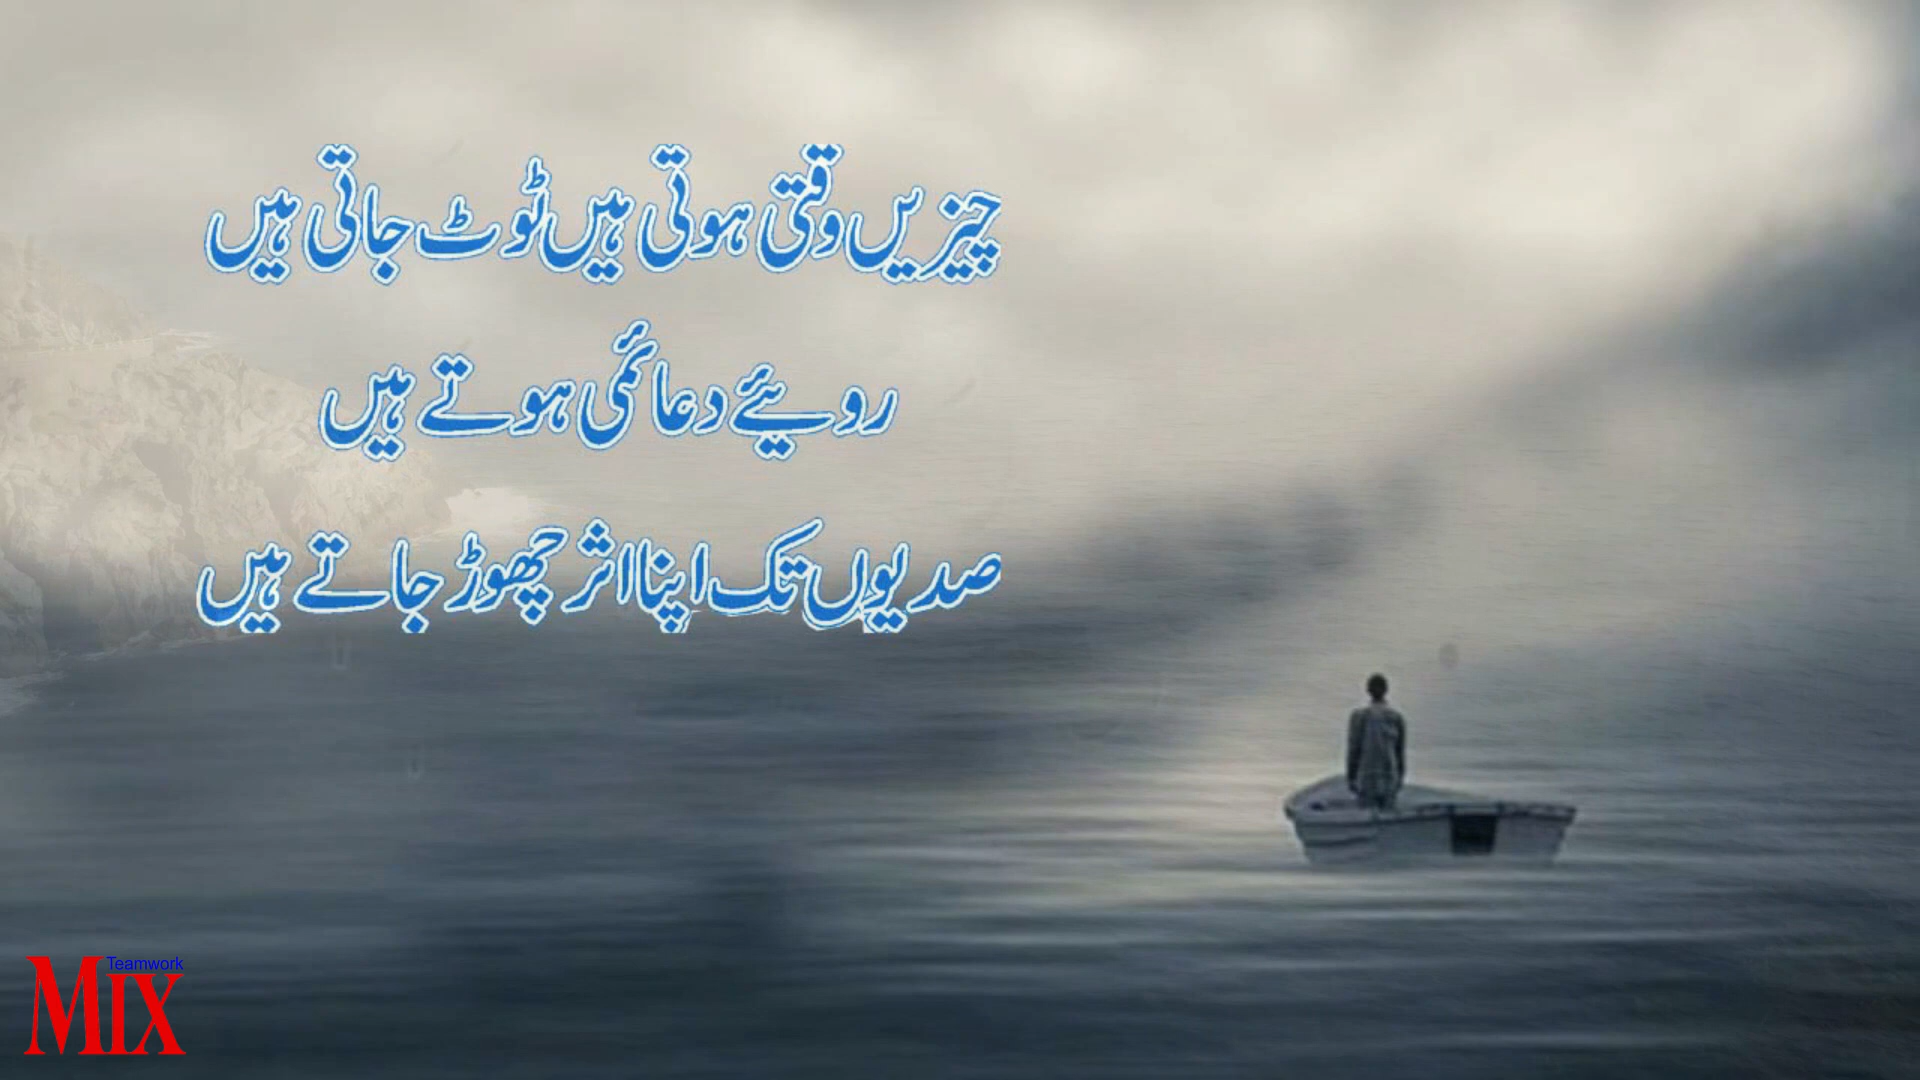 چیزیں وقتی ہوتی ہیں ٹوٹ جاتی ہیں
رویئے دعائمی ہوتے ہیں
صدیوں تک اپنا اثر چھوڑ جاتے ہیں
Teamwork
MIX